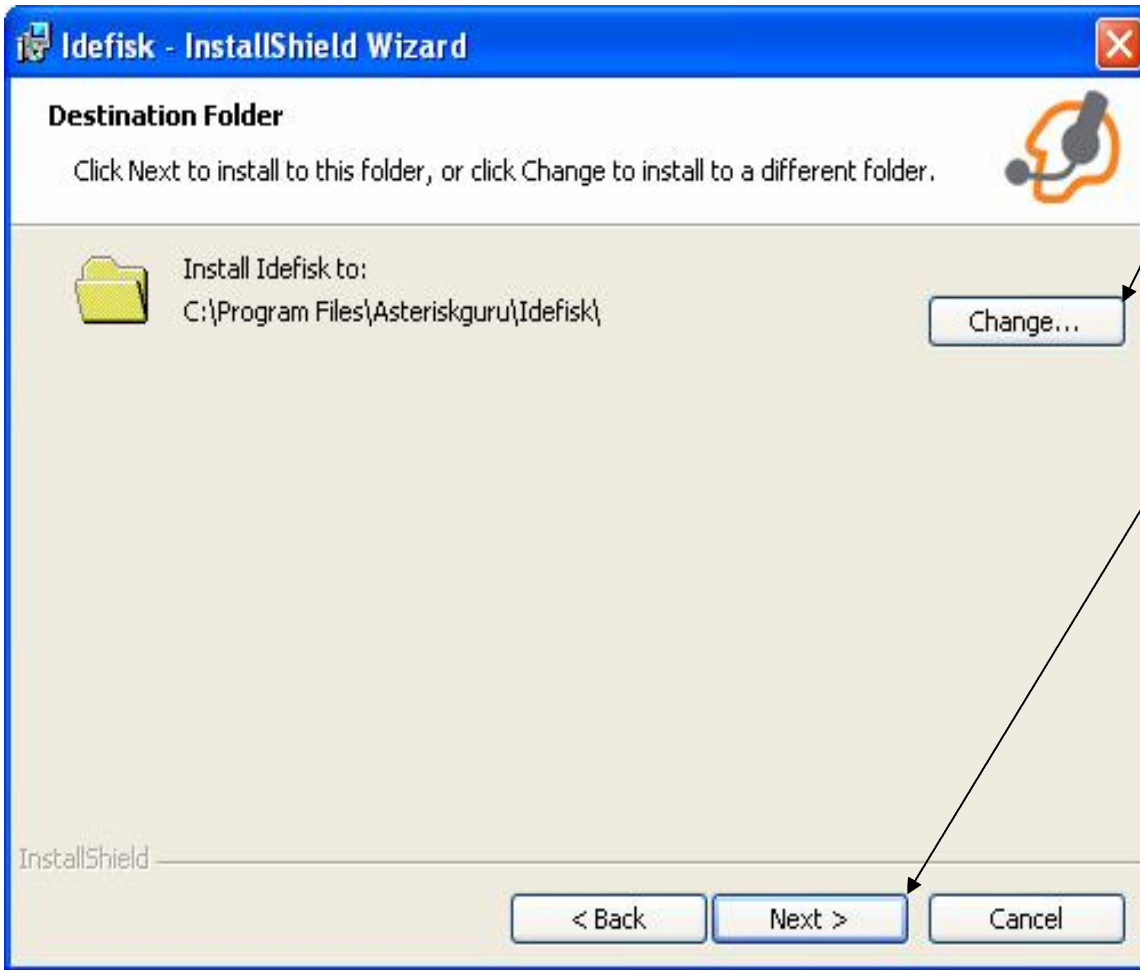 Idefisk - InstallShield Wizard
Destination Folder
Click Next to install to this folder, or click Change to install to a different folder.
Install Idefisk to:
C:\Program Files\Asteriskguru\Idefisk\
Change...
InstallShield
< Back
Next >
Cancel